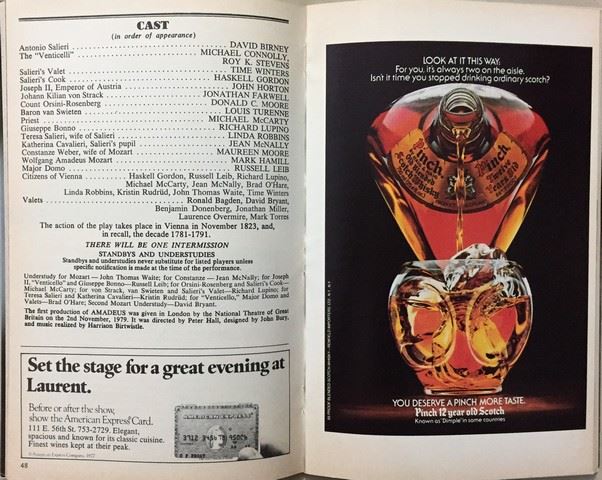 CAST
(in order of appearance)
Antonio Salieri . . . . . . . . . . . . . . . . DAVID BIRNEY
The "Venticelli" . . . . . . . . . . . . . . . . MICHAEL CONNOLLY,
ROY K. STEVENS
Salieri's Valet . . . . . . . . . . . . . . . . TIME WINTERS
Salieri's Cook . . . . . . . . . . . . . . . . HASKELL GORDON
Joseph II, Emperor of Austria . . . . . . . . . . . . . . . . JOHN HORTON
Johann Kilian von Strack . . . . . . . . . . . . . . . . JONATHAN FARWELL
Count Orsini-Rosenberg . . . . . . . . . . . . . . . . DONALD C. MOORE
Baron van Swieten . . . . . . . . . . . . . . . . LOUIS TURENNE
Priest . . . . . . . . . . . . . . . . MICHAEL McCARTY
Giuseppe Bonno . . . . . . . . . . . . . . . . RICHARD LUPINO
Teresa Salieri, wife of Salieri . . . . . . . . . . . . . . . . LINDA ROBBINS
Katherina Cavalieri, Salieri's pupil . . . . . . . . . . . . . . . . JEAN McNALLY
Constanze Weber, wife of Mozart . . . . . . . . . . . . . . . . MAUREEN MOORE
Wolfgang Amadeus Mozart . . . . . . . . . . . . . . . . MARK HAMILL
Major Domo . . . . . . . . . . . . . . . . RUSSELL LEIB
Citizens of Vienna . . . . . . . . Haskell Gordon, Russell Leib, Richard Lupino,
Michael McCarty, Jean McNally, Brad O'Hare,
Linda Robbins, Kristin Rudrüd, John Thomas Waite, Time Winters
Valets . . . . . . . . . . . . . . . . Ronald Bagden, David Bryant,
Benjamin Donenberg, Jonathan Miller,
Laurence Overmire, Mark Torres
The action of the play takes place in Vienna in November 1823, and,
in recall, the decade 1781-1791.
THERE WILL BE ONE INTERMISSION
STANDBYS AND UNDERSTUDIES
Standbys and understudies never substitute for listed players unless
specific notification is made at the time of the performance.
Understudy for Mozart—John Thomas Waite; for Constanze—Jean McNally; for Joseph
II, "Venticello" and Giuseppe Bonno—Russell Leib; for Orsini-Rosenberg and Salieri's Cook—
Michael McCarty; for von Strack, van Swieten and Salieri's Valet—Richard Lupino; for
Teresa Salieri and Katherina Cavalieri—Kristin Rudrüd; for "Venticello," Major Domo and
Valets—Brad O'Hare; Second Mozart Understudy—David Bryant.
The first production of AMADEUS was given in London by the National Theatre of Great
Britain on the 2nd November, 1979. It was directed by Peter Hall, designed by John Bury,
and music realized by Harrison Birtwistle.
Set the stage for a great evening at
Laurent.
Before or after the show,
show the American Express Card.
111 E. 56th St. 753-2729. Elegant,
spacious and known for its classic cuisine.
Finest wines kept at their peak.
© American Express Company, 1977
AMERICAN EXPRESS
C F FROST
48
LOOK AT IT THIS WAY.
For you, it's always two on the aisle.
Isn't it time you stopped drinking ordinary scotch?
Pinch
Scotch Whisky
Pinch
Twelve
Years Old
YOU DESERVE A PINCH MORE TASTE.
Pinch 12 year old Scotch
Known as 'Dimple' in some countries